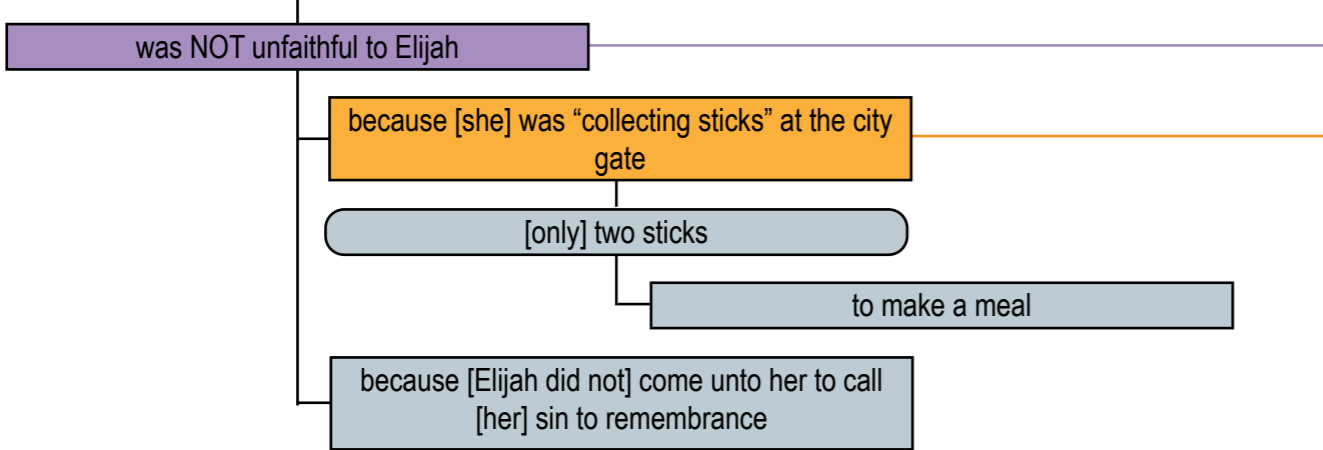 was NOT unfaithful to Elijah
because [she] was “collecting sticks” at the city
gate
[only] two sticks
to make a meal
because [Elijah did not] come unto her to call
[her] sin to remembrance